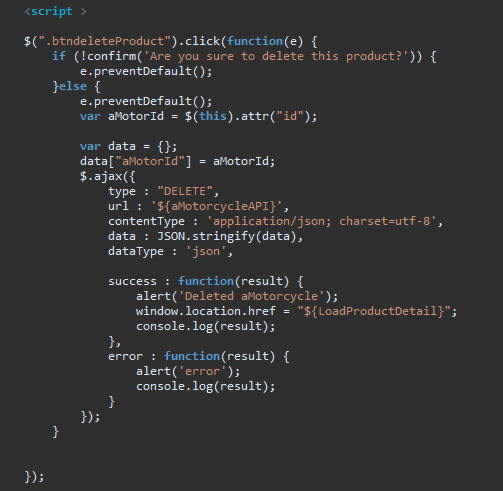 <script >
$(".btndeleteProduct").click(function(e) {
if (!confirm('Are you sure to delete this product?')) {
e.preventDefault();
}else {
e.preventDefault();
var aMotorId = $(this).attr("id");
var data = {};
data["aMotorId"] = aMotorId;
$.ajax({
type : "DELETE",
url : '${aMotorcycleAPI}',
contentType : 'application/json; charset=utf-8',
data : JSON.stringify(data),
dataType : 'json',
success : function(result) {
alert('Deleted aMotorcycle');
window.location.href = "${LoadProductDetail}";
console.log(result);
},
error : function(result) {
alert('error');
console.log(result);
}
});
}
});